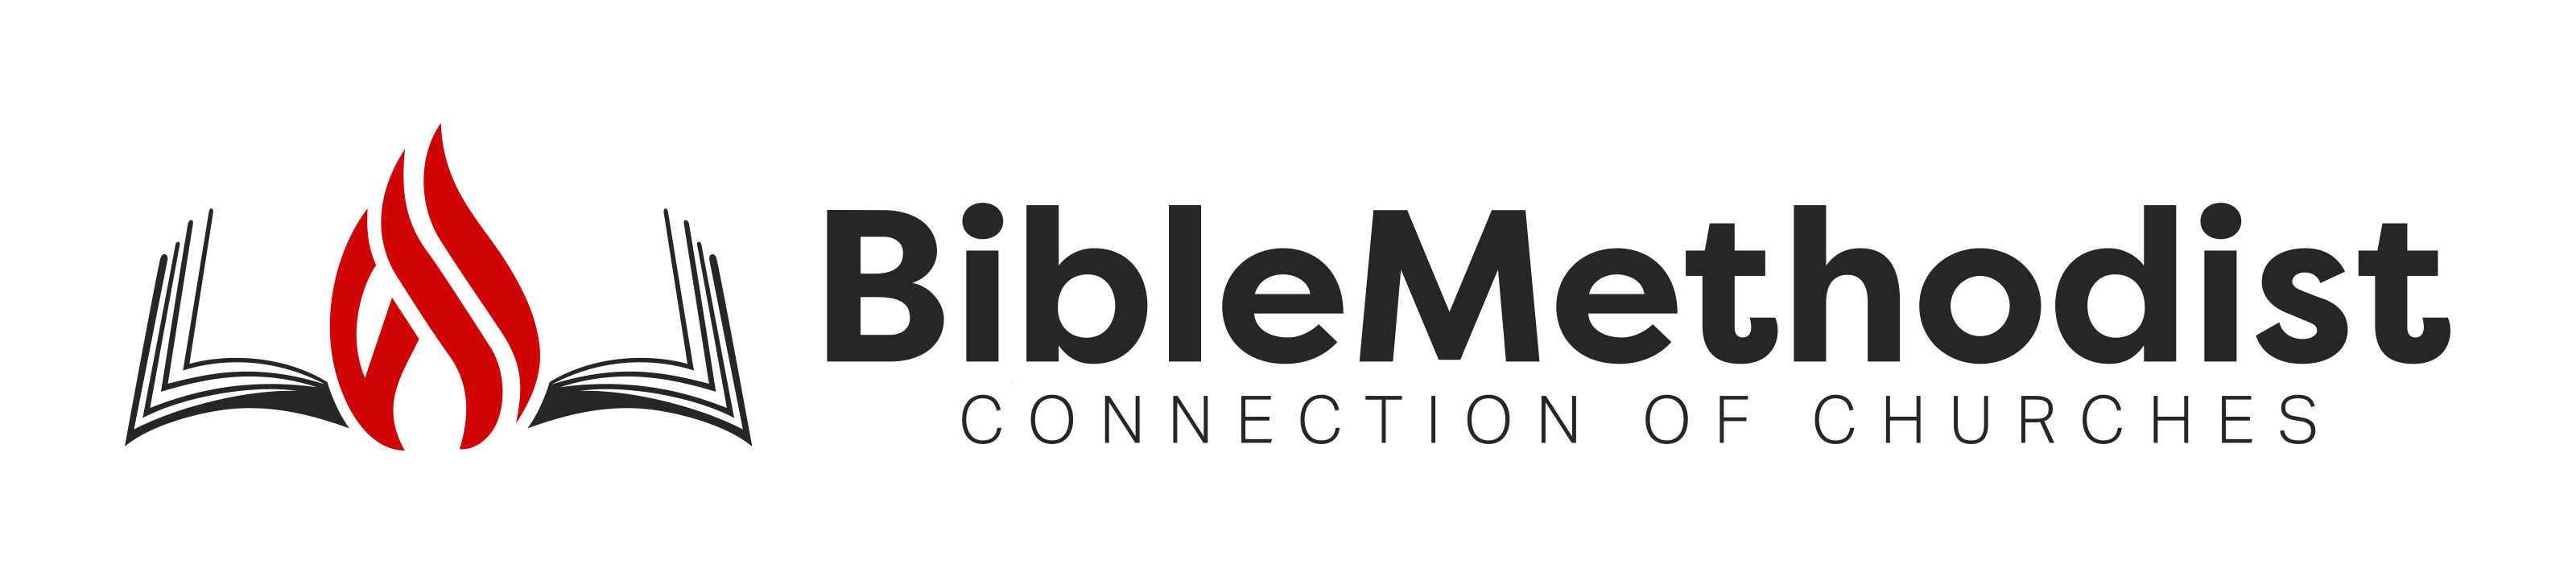 BibleMethodist
CONNECTION OF CHURCHES